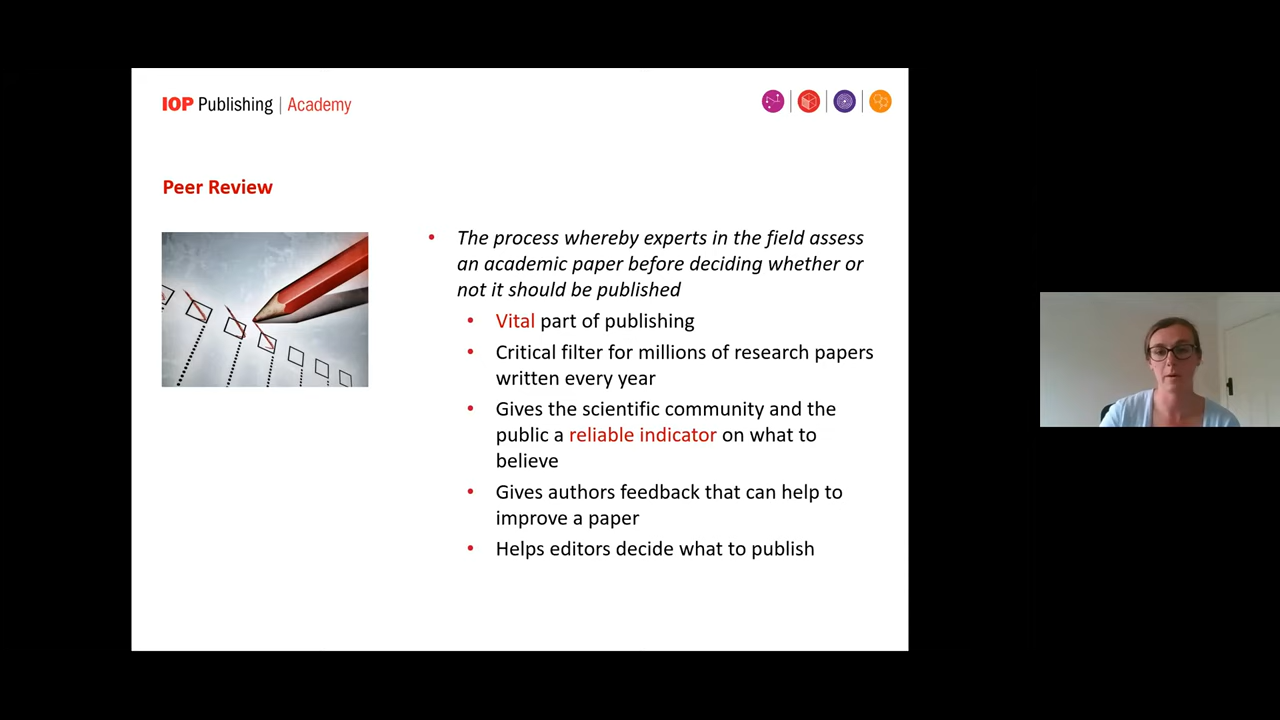 IOP Publishing | Academy
Peer Review
• The process whereby experts in the field assess
an academic paper before deciding whether or
not it should be published
• Vital part of publishing
• Critical filter for millions of research papers
written every year
• Gives the scientific community and the
public a reliable indicator on what to
believe
• Gives authors feedback that can help to
improve a paper
• Helps editors decide what to publish